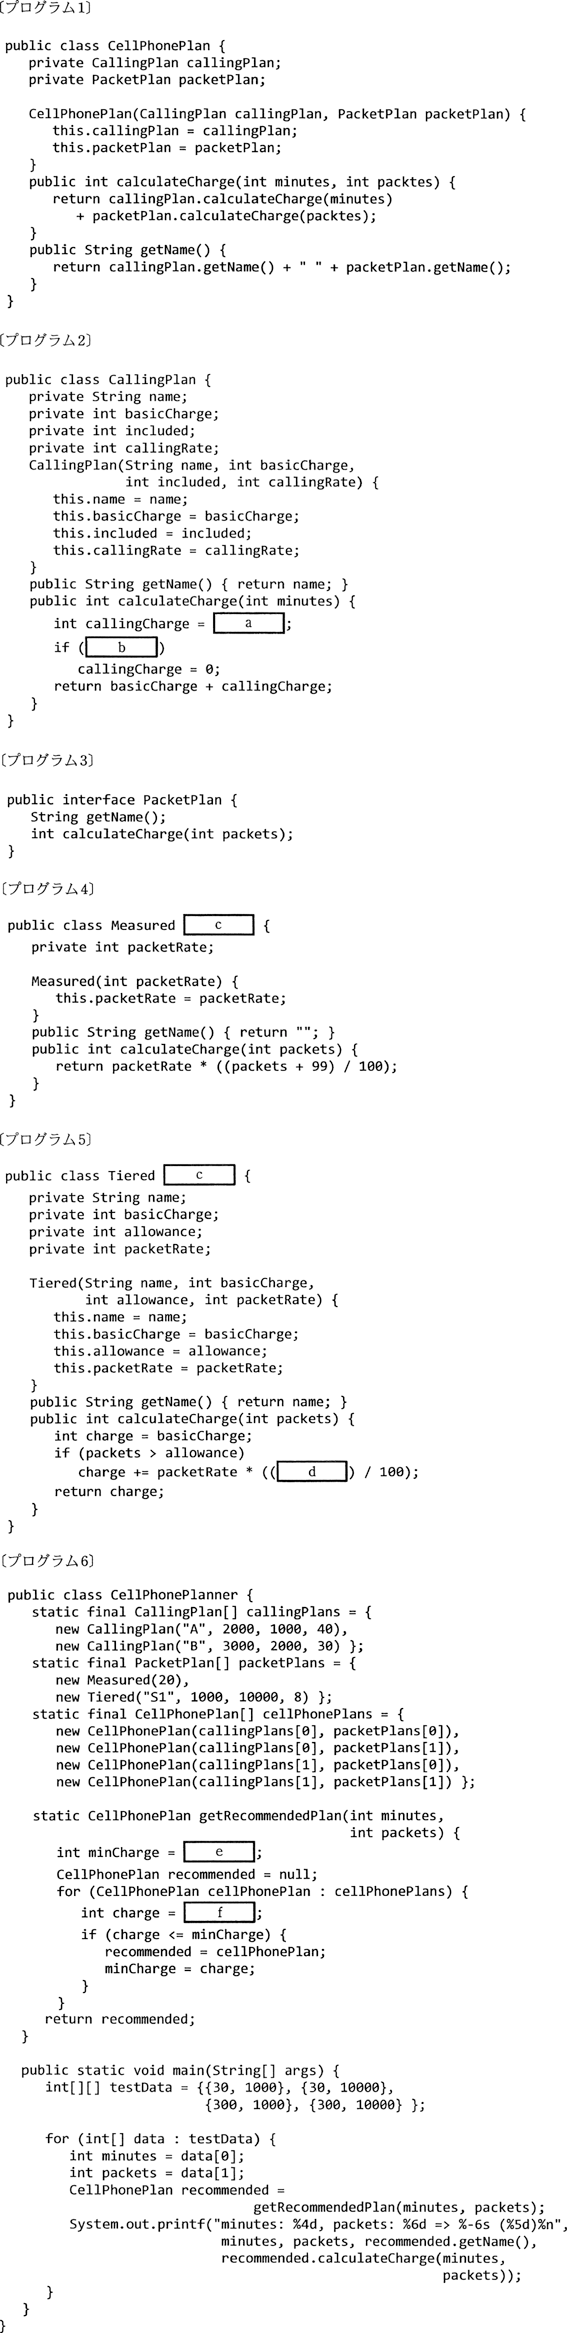 〔プログラム1〕
public class CellPhonePlan {
private CallingPlan callingPlan;
private PacketPlan packetPlan;
CellPhonePlan(CallingPlan callingPlan, PacketPlan packetPlan) {
this.callingPlan = callingPlan;
this.packetPlan = packetPlan;
}
public int calculateCharge(int minutes, int packtes) {
return callingPlan.calculateCharge(minutes)
+ packetPlan.calculateCharge(packtes);
}
public String getName() {
return callingPlan.getName() + " " + packetPlan.getName();
}
}
〔プログラム2〕
public class CallingPlan {
private String name;
private int basicCharge;
private int included;
private int callingRate;
CallingPlan(String name, int basicCharge,
int included, int callingRate) {
this.name = name;
this.basicCharge = basicCharge;
this.included = included;
this.callingRate = callingRate;
}
public String getName() { return name; }
public int calculateCharge(int minutes) {
int callingCharge = a ;
if ( b )
callingCharge = 0;
return basicCharge + callingCharge;
}
}
〔プログラム3〕
public interface PacketPlan {
String getName();
int calculateCharge(int packets);
}
〔プログラム4〕
public class Measured c {
private int packetRate;
Measured(int packetRate) {
this.packetRate = packetRate;
}
public String getName() { return ""; }
public int calculateCharge(int packets) {
return packetRate * ((packets + 99) / 100);
}
}
〔プログラム5〕
public class Tiered c {
private String name;
private int basicCharge;
private int allowance;
private int packetRate;
Tiered(String name, int basicCharge,
int allowance, int packetRate) {
this.name = name;
this.basicCharge = basicCharge;
this.allowance = allowance;
this.packetRate = packetRate;
}
public String getName() { return name; }
public int calculateCharge(int packets) {
int charge = basicCharge;
if (packets > allowance)
charge += packetRate * (( d ) / 100);
return charge;
}
}
〔プログラム6〕
public class CellPhonePlanner {
static final CallingPlan[] callingPlans = {
new CallingPlan("A", 2000, 1000, 40),
new CallingPlan("B", 3000, 2000, 30) };
static final PacketPlan[] packetPlans = {
new Measured(20),
new Tiered("S1", 1000, 10000, 8) };
static final CellPhonePlan[] cellPhonePlans = {
new CellPhonePlan(callingPlans[0], packetPlans[0]),
new CellPhonePlan(callingPlans[0], packetPlans[1]),
new CellPhonePlan(callingPlans[1], packetPlans[0]),
new CellPhonePlan(callingPlans[1], packetPlans[1]) };
static CellPhonePlan getRecommendedPlan(int minutes,
int packets) {
int minCharge = e ;
CellPhonePlan recommended = null;
for (CellPhonePlan cellPhonePlan : cellPhonePlans) {
int charge = f ;
if (charge <= minCharge) {
recommended = cellPhonePlan;
minCharge = charge;
}
}
return recommended;
}
public static void main(String[] args) {
int[][] testData = {{30, 1000}, {30, 10000},
{300, 1000}, {300, 10000} };
for (int[] data : testData) {
int minutes = data[0];
int packets = data[1];
CellPhonePlan recommended =
getRecommendedPlan(minutes, packets);
System.out.printf("minutes: %4d, packets: %6d => %-6s (%5d)%n",
minutes, packets, recommended.getName(),
recommended.calculateCharge(minutes,
packets));
}
}
}